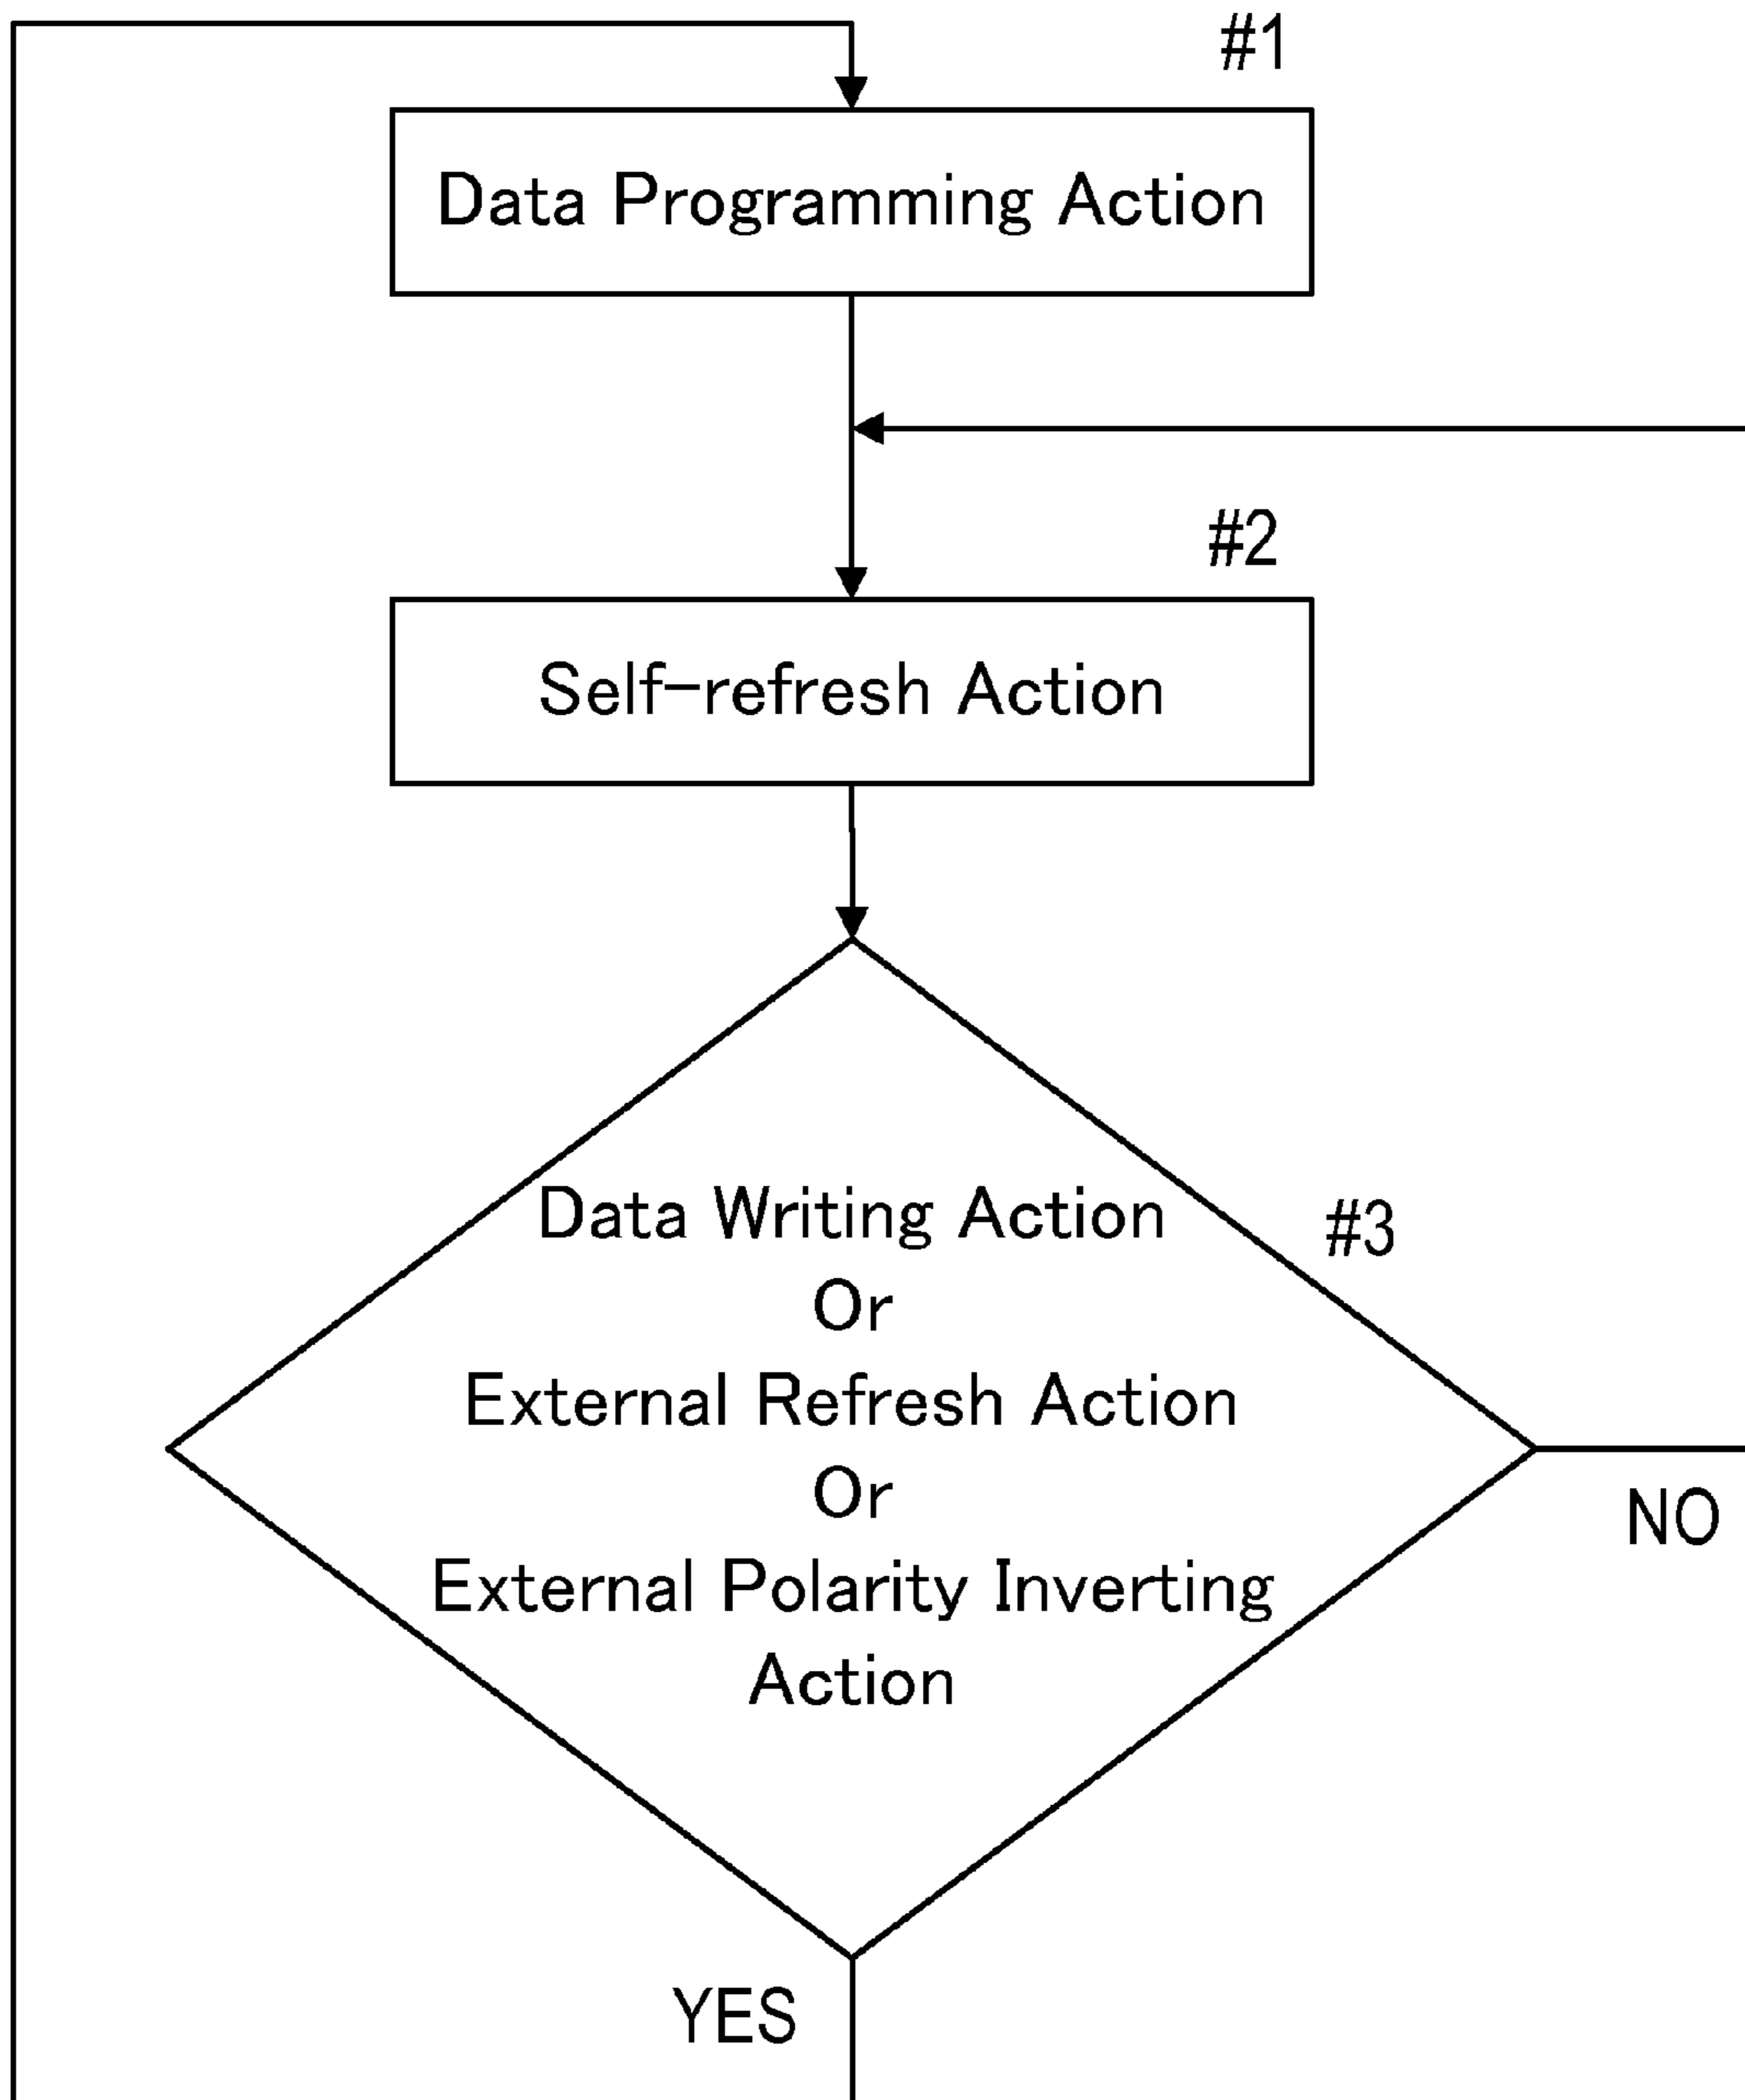 #1
Data Programming Action
#2
Self-refresh Action
Data Writing Action
#3
Or
External Refresh Action
Or
NO
External Polarity Inverting
Action
YES